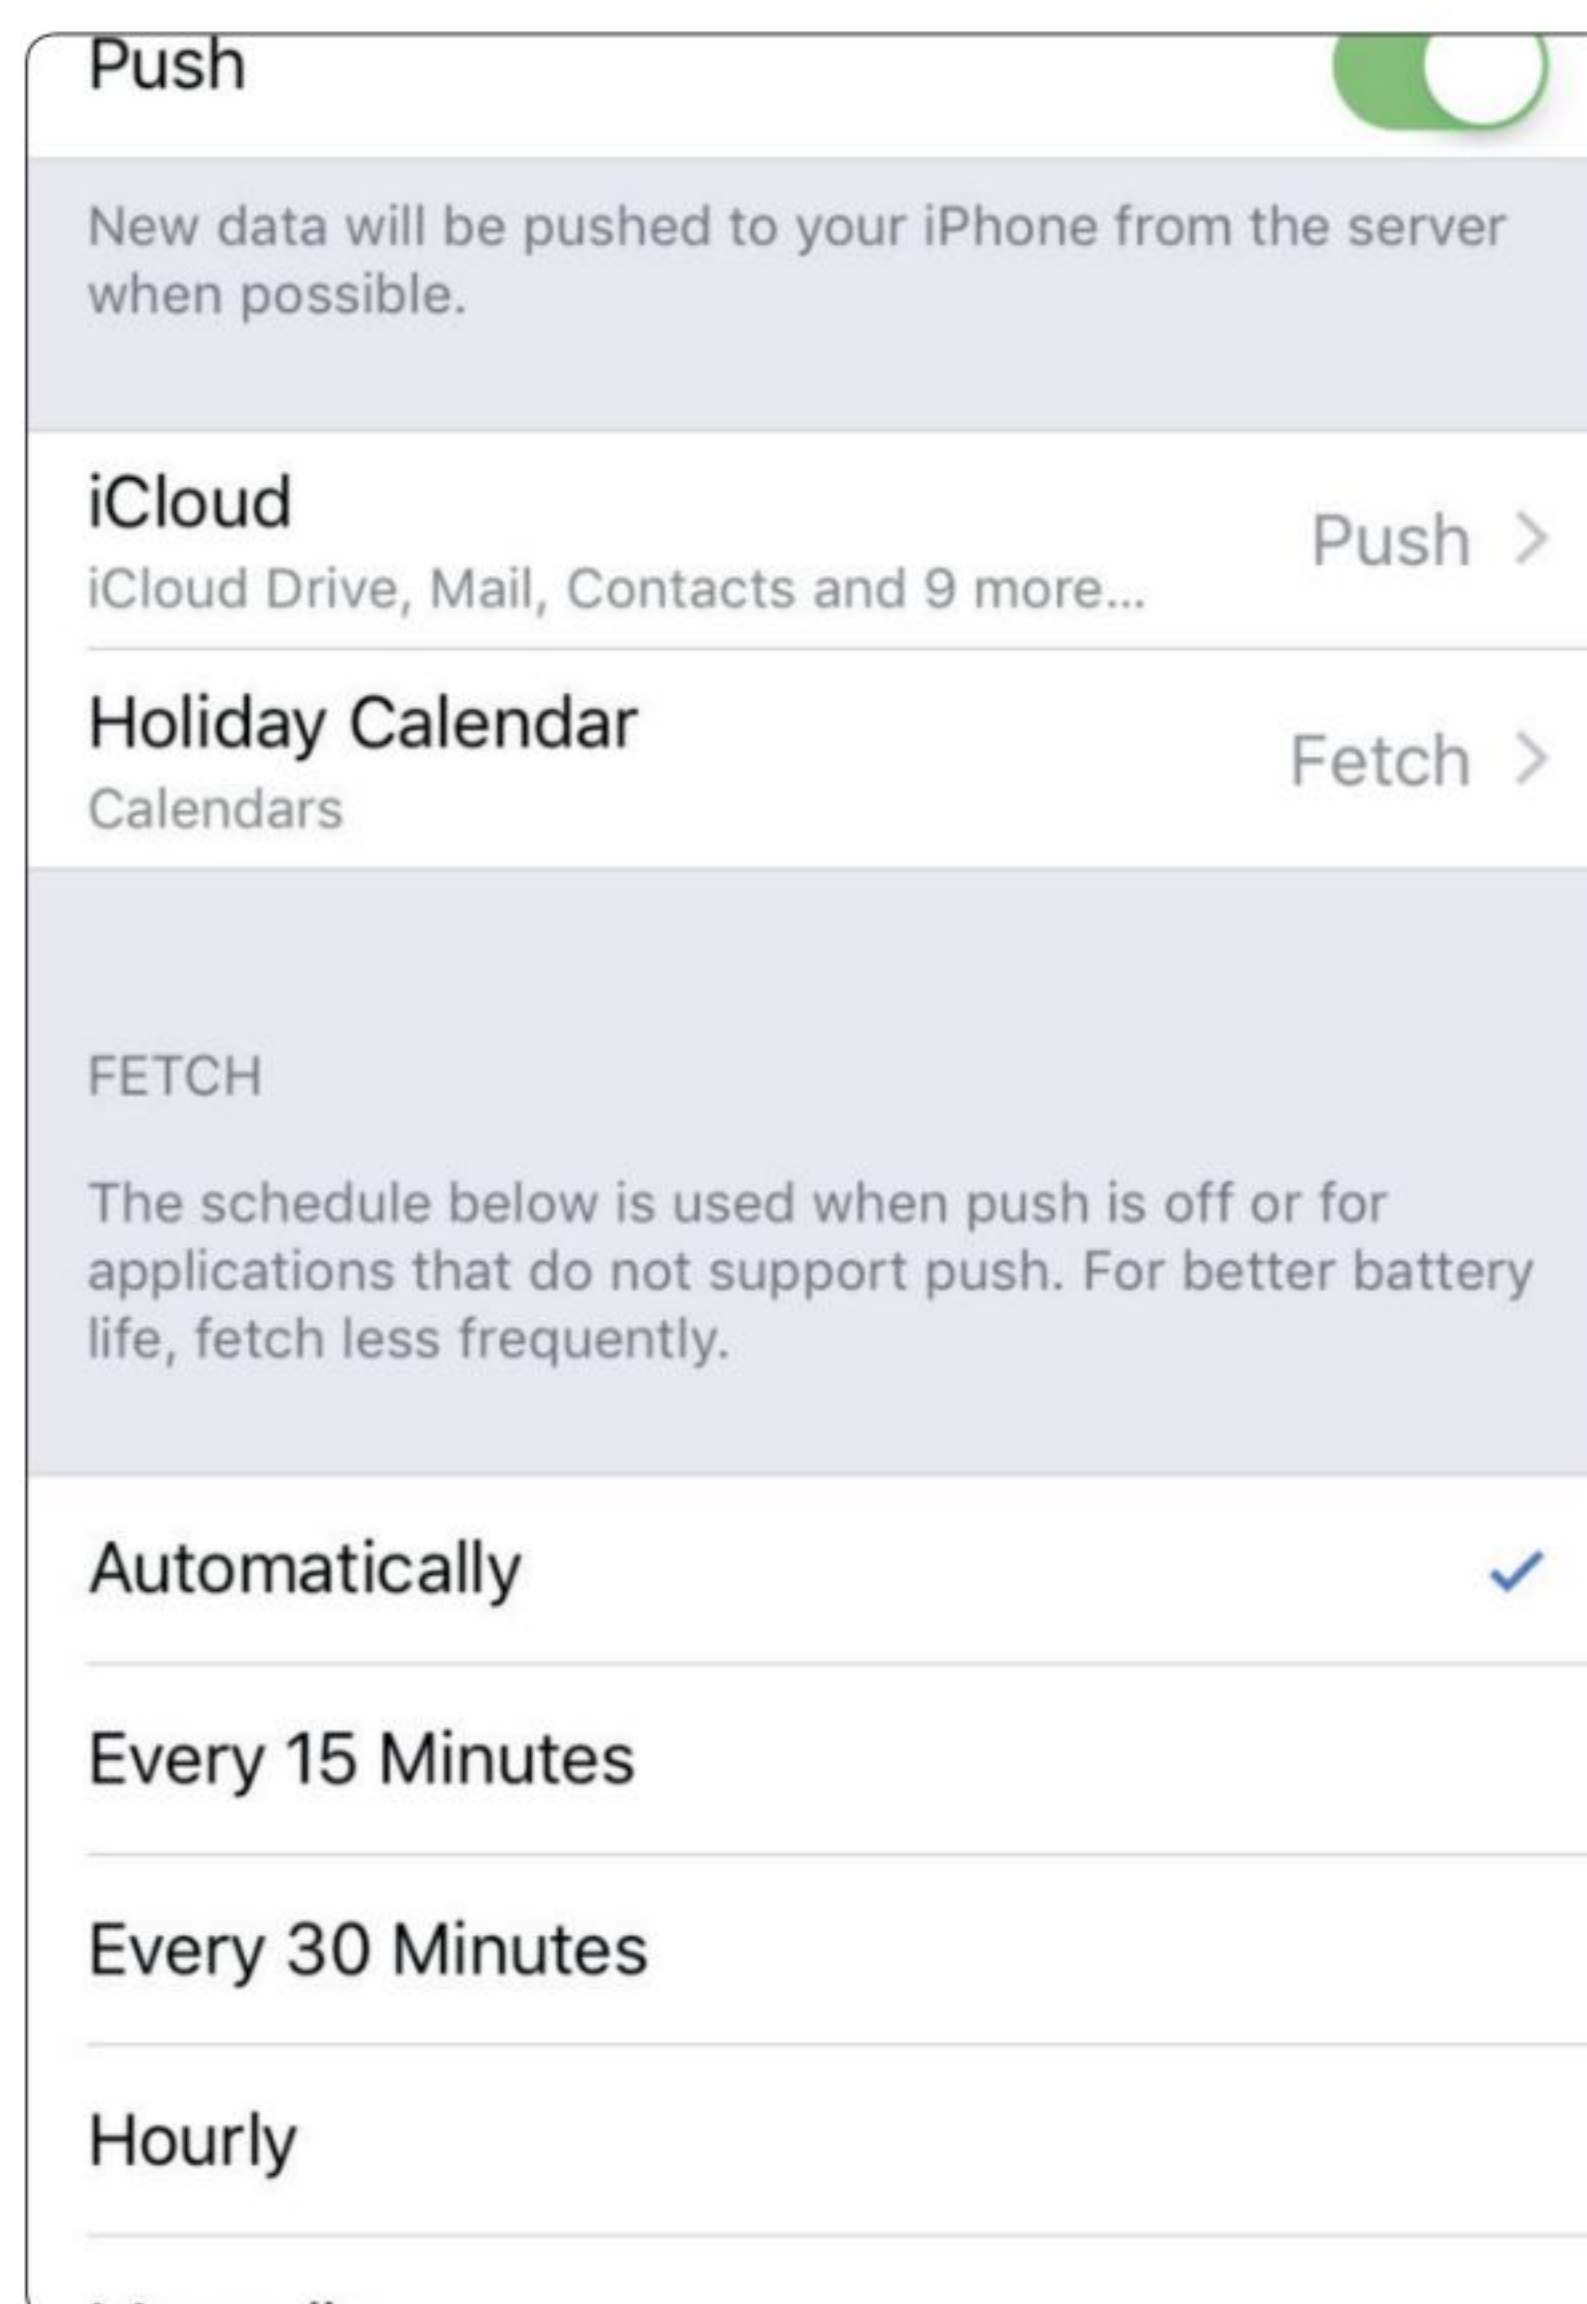 Push
New data will be pushed to your iPhone from the server
when possible.
iCloud
Push
iCloud Drive, Mail, Contacts and 9 more...
Holiday Calendar
Fetch
Calendars
FETCH
The schedule below is used when push is off or for
applications that do not support push. For better battery
life, fetch less frequently.
Automatically
Every 15 Minutes
Every 30 Minutes
Hourly